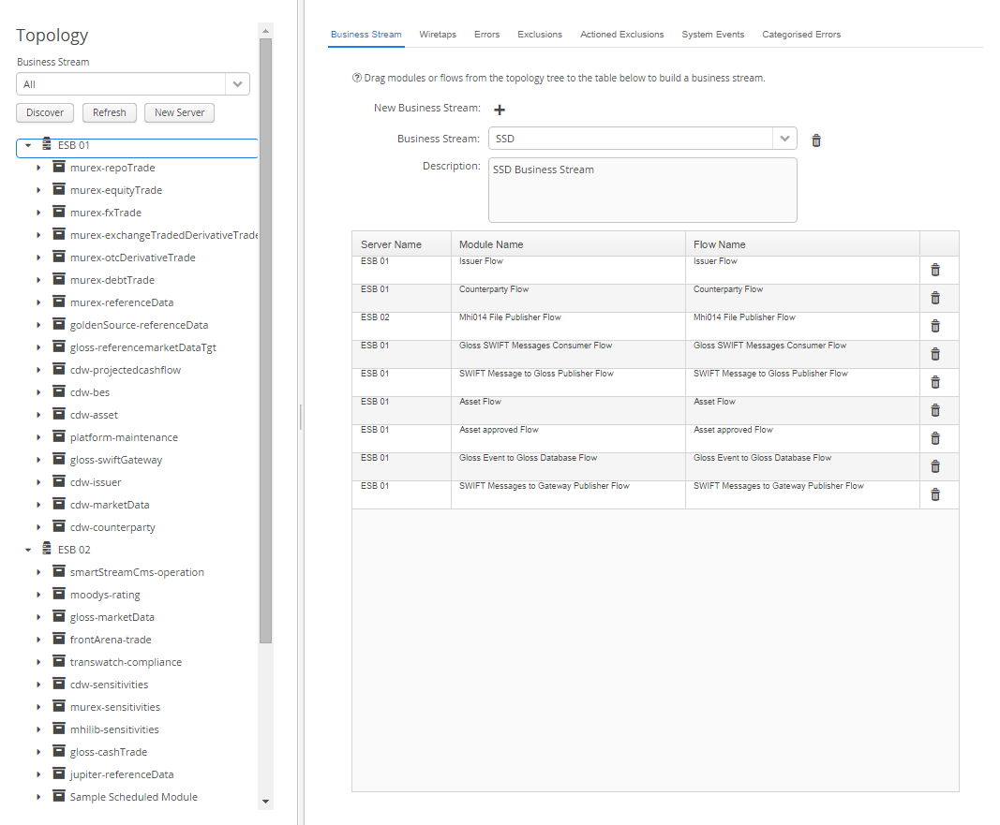 Topology
Business Stream
All
Discover Refresh New Server
ESB 01
murex-repoTrade
murex-equityTrade
murex-fxTrade
murex-exchangeTradedDerivativeTrade
murex-otcDerivativeTrade
murex-debtTrade
murex-referenceData
goldenSource-referenceData
gloss-referencemarketDataTgt
cdw-projectedcashflow
cdw-bes
cdw-asset
platform-maintenance
gloss-swiftGateway
cdw-issuer
cdw-marketData
cdw-counterparty
ESB 02
smartStreamCms-operation
moodys-rating
gloss-marketData
frontArena-trade
transwatch-compliance
cdw-sensitivities
murex-sensitivities
mhilib-sensitivities
gloss-cashTrade
jupiter-referenceData
Sample Scheduled Module
Business Stream Wiretaps Errors Exclusions Actioned Exclusions System Events Categorised Errors
Drag modules or flows from the topology tree to the table below to build a business stream.
New Business Stream:
Business Stream: SSD
Description: SSD Business Stream
Server Name Module Name Flow Name
ESB 01 Issuer Flow Issuer Flow
ESB 01 Counterparty Flow Counterparty Flow
ESB 02 Mhi014 File Publisher Flow Mhi014 File Publisher Flow
ESB 01 Gloss SWIFT Messages Consumer Flow Gloss SWIFT Messages Consumer Flow
ESB 01 SWIFT Message to Gloss Publisher Flow SWIFT Message to Gloss Publisher Flow
ESB 01 Asset Flow Asset Flow
ESB 01 Asset approved Flow Asset approved Flow
ESB 01 Gloss Event to Gloss Database Flow Gloss Event to Gloss Database Flow
ESB 01 SWIFT Messages to Gateway Publisher Flow SWIFT Messages to Gateway Publisher Flow